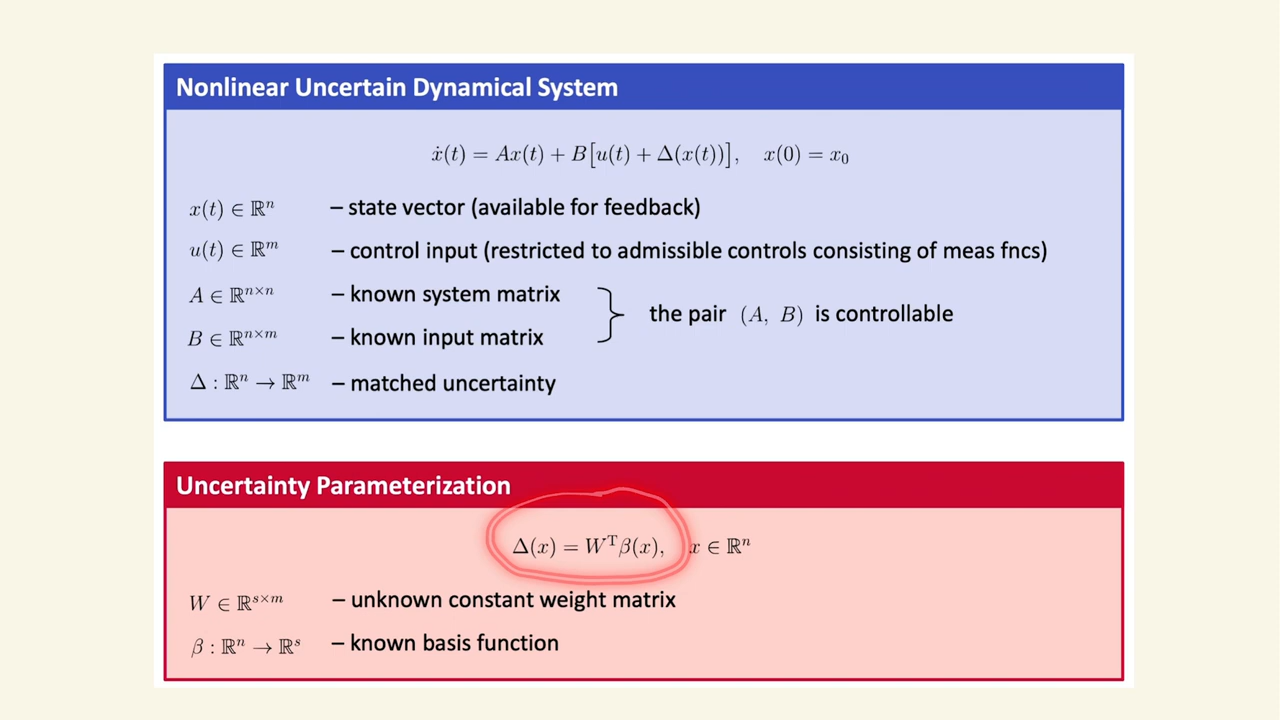 Nonlinear Uncertain Dynamical System
ẋ(t) = Ax(t) + B[u(t) + Δ(x(t))],  x(0) = x₀
x(t) ∈ ℝⁿ – state vector (available for feedback)
u(t) ∈ ℝᵐ – control input (restricted to admissible controls consisting of meas fncs)
A ∈ ℝⁿˣⁿ – known system matrix
the pair (A, B) is controllable
B ∈ ℝⁿˣᵐ – known input matrix
Δ : ℝⁿ → ℝᵐ – matched uncertainty
Uncertainty Parameterization
Δ(x) = Wᵀβ(x),  x ∈ ℝⁿ
W ∈ ℝˢˣᵐ – unknown constant weight matrix
β : ℝⁿ → ℝˢ – known basis function